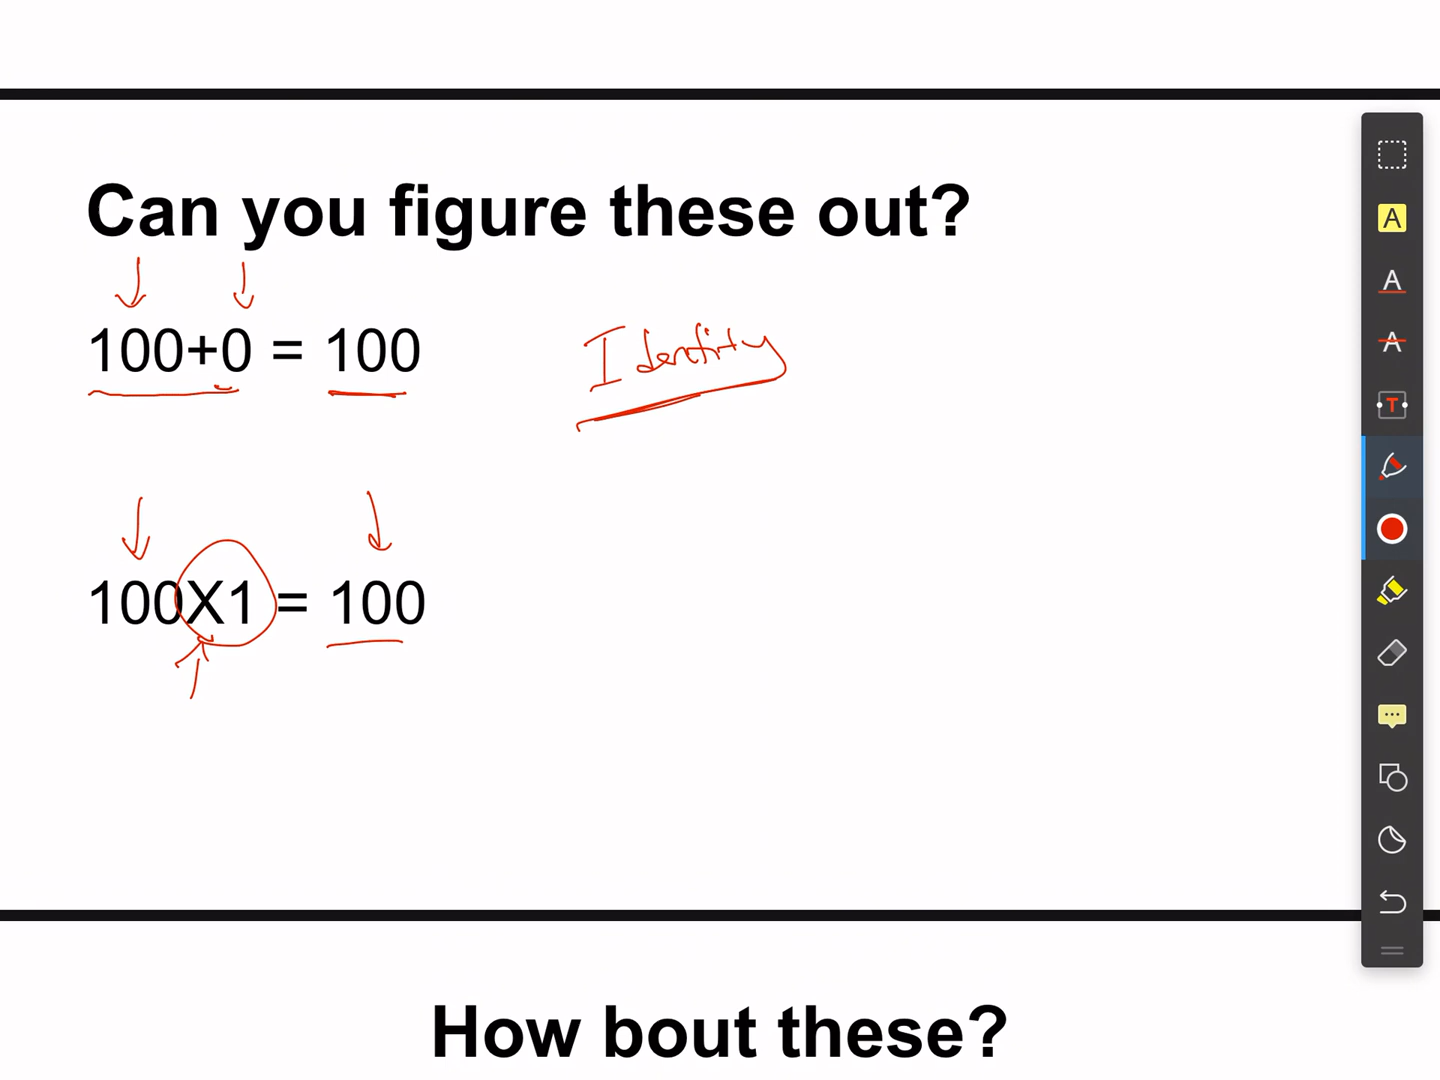 Can you figure these out?
100+0 = 100
Identity
100X1 = 100
How bout these?
A
A
A
T